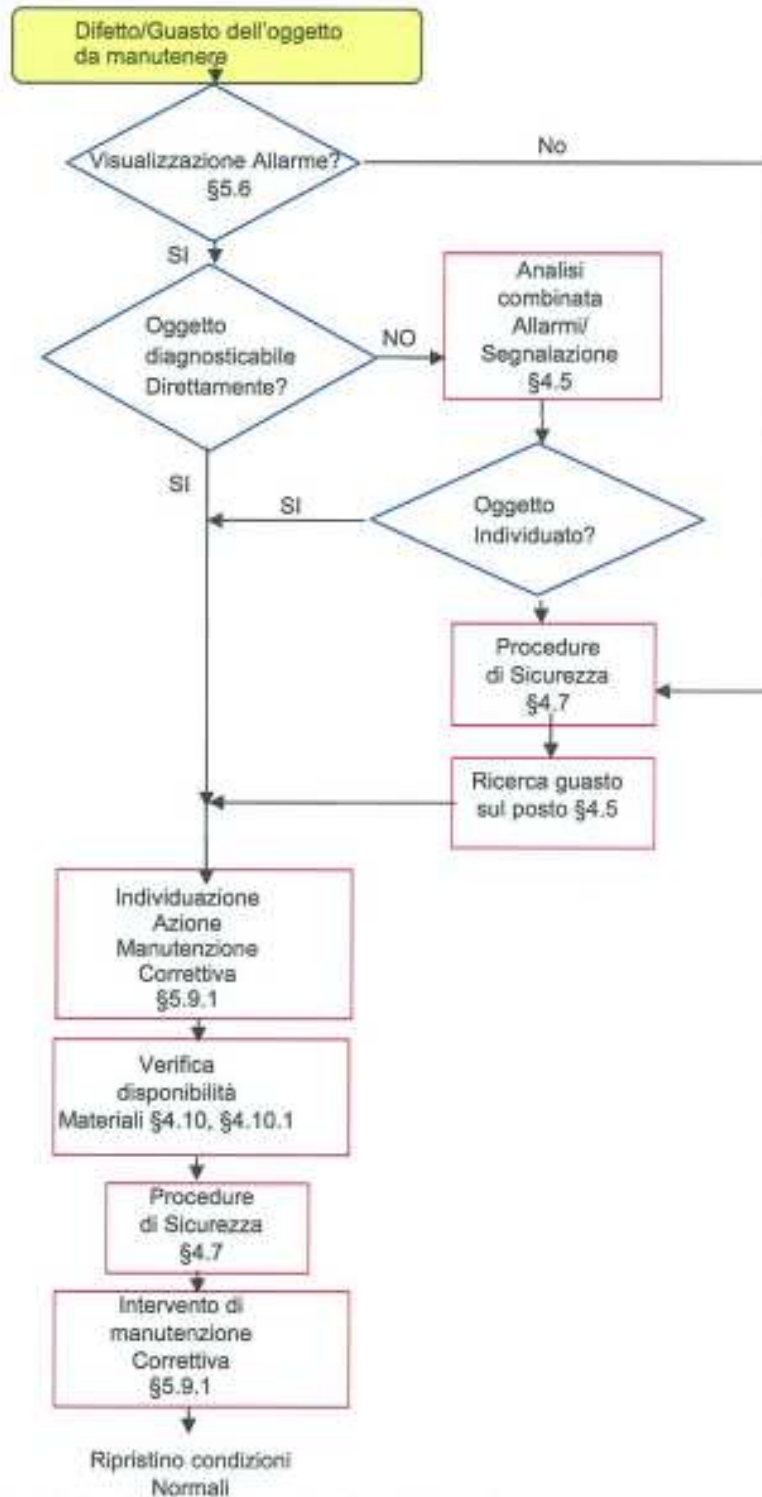 Difetto/Guasto dell'oggetto
da manutenere
Visualizzazione Allarme?
§5.6
No
SI
Oggetto
diagnosticabile
Direttamente?
NO
Analisi
combinata
Allarmi/
Segnalazione
§4.5
SI
SI
Oggetto
Individuato?
Procedure
di Sicurezza
§4.7
Ricerca guasto
sul posto §4.5
Individuazione
Azione
Manutenzione
Correttiva
§5.9.1
Verifica
disponibilità
Materiali §4.10, §4.10.1
Procedure
di Sicurezza
§4.7
Intervento di
manutenzione
Correttiva
§5.9.1
Ripristino condizioni
Normali